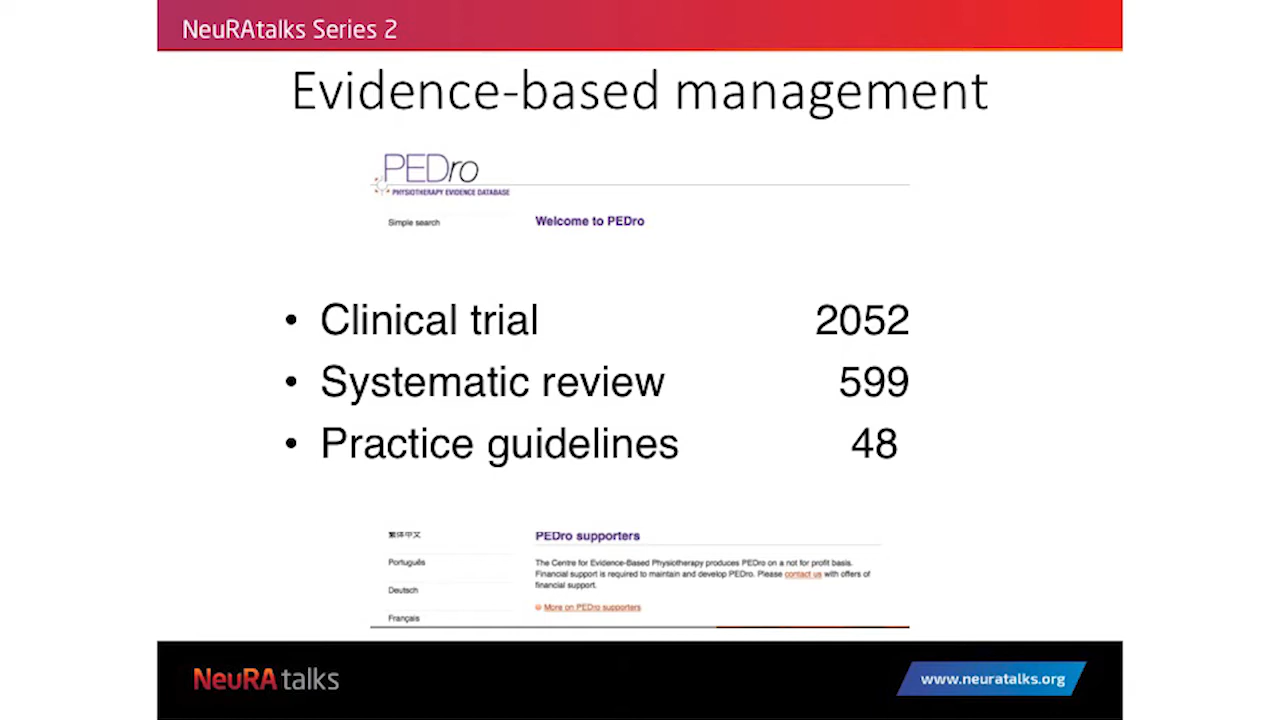 NeuRAtalks Series 2
Evidence-based management
PEDro
PHYSIOTHERAPY EVIDENCE DATABASE
Simple search
Welcome to PEDro
• Clinical trial 2052
• Systematic review 599
• Practice guidelines 48
繁体中文
PEDro supporters
Português
The Centre for Evidence-Based Physiotherapy produces PEDro on a not for profit basis.
Financial support is required to maintain and develop PEDro. Please contact us with offers of
financial support.
Deutsch
More on PEDro supporters
Français
NeuRA talks
www.neuratalks.org